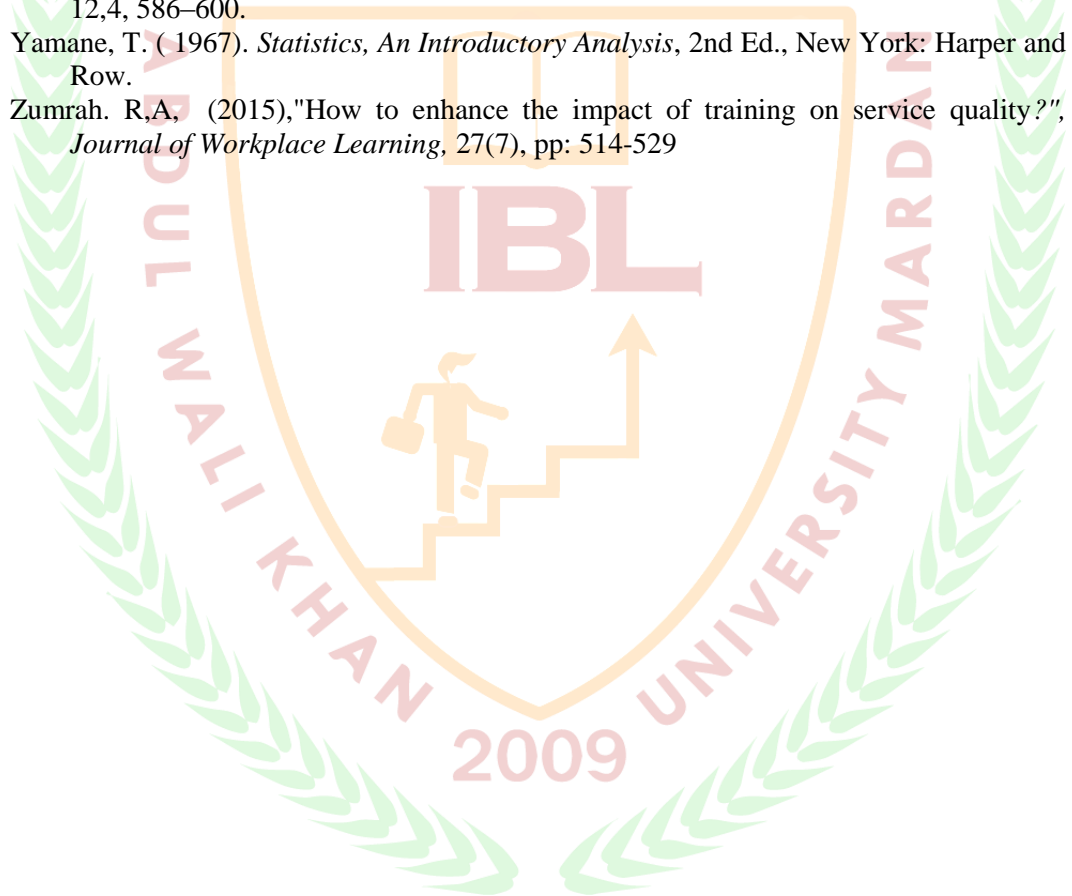 12,4, 586–600.
Yamane, T. ( 1967). Statistics, An Introductory Analysis, 2nd Ed., New York: Harper and
Row.
Zumrah. R,A, (2015),"How to enhance the impact of training on service quality?",
Journal of Workplace Learning, 27(7), pp: 514-529
IBL
ABDUL WALI KHAN UNIVERSITY MARDAN
2009